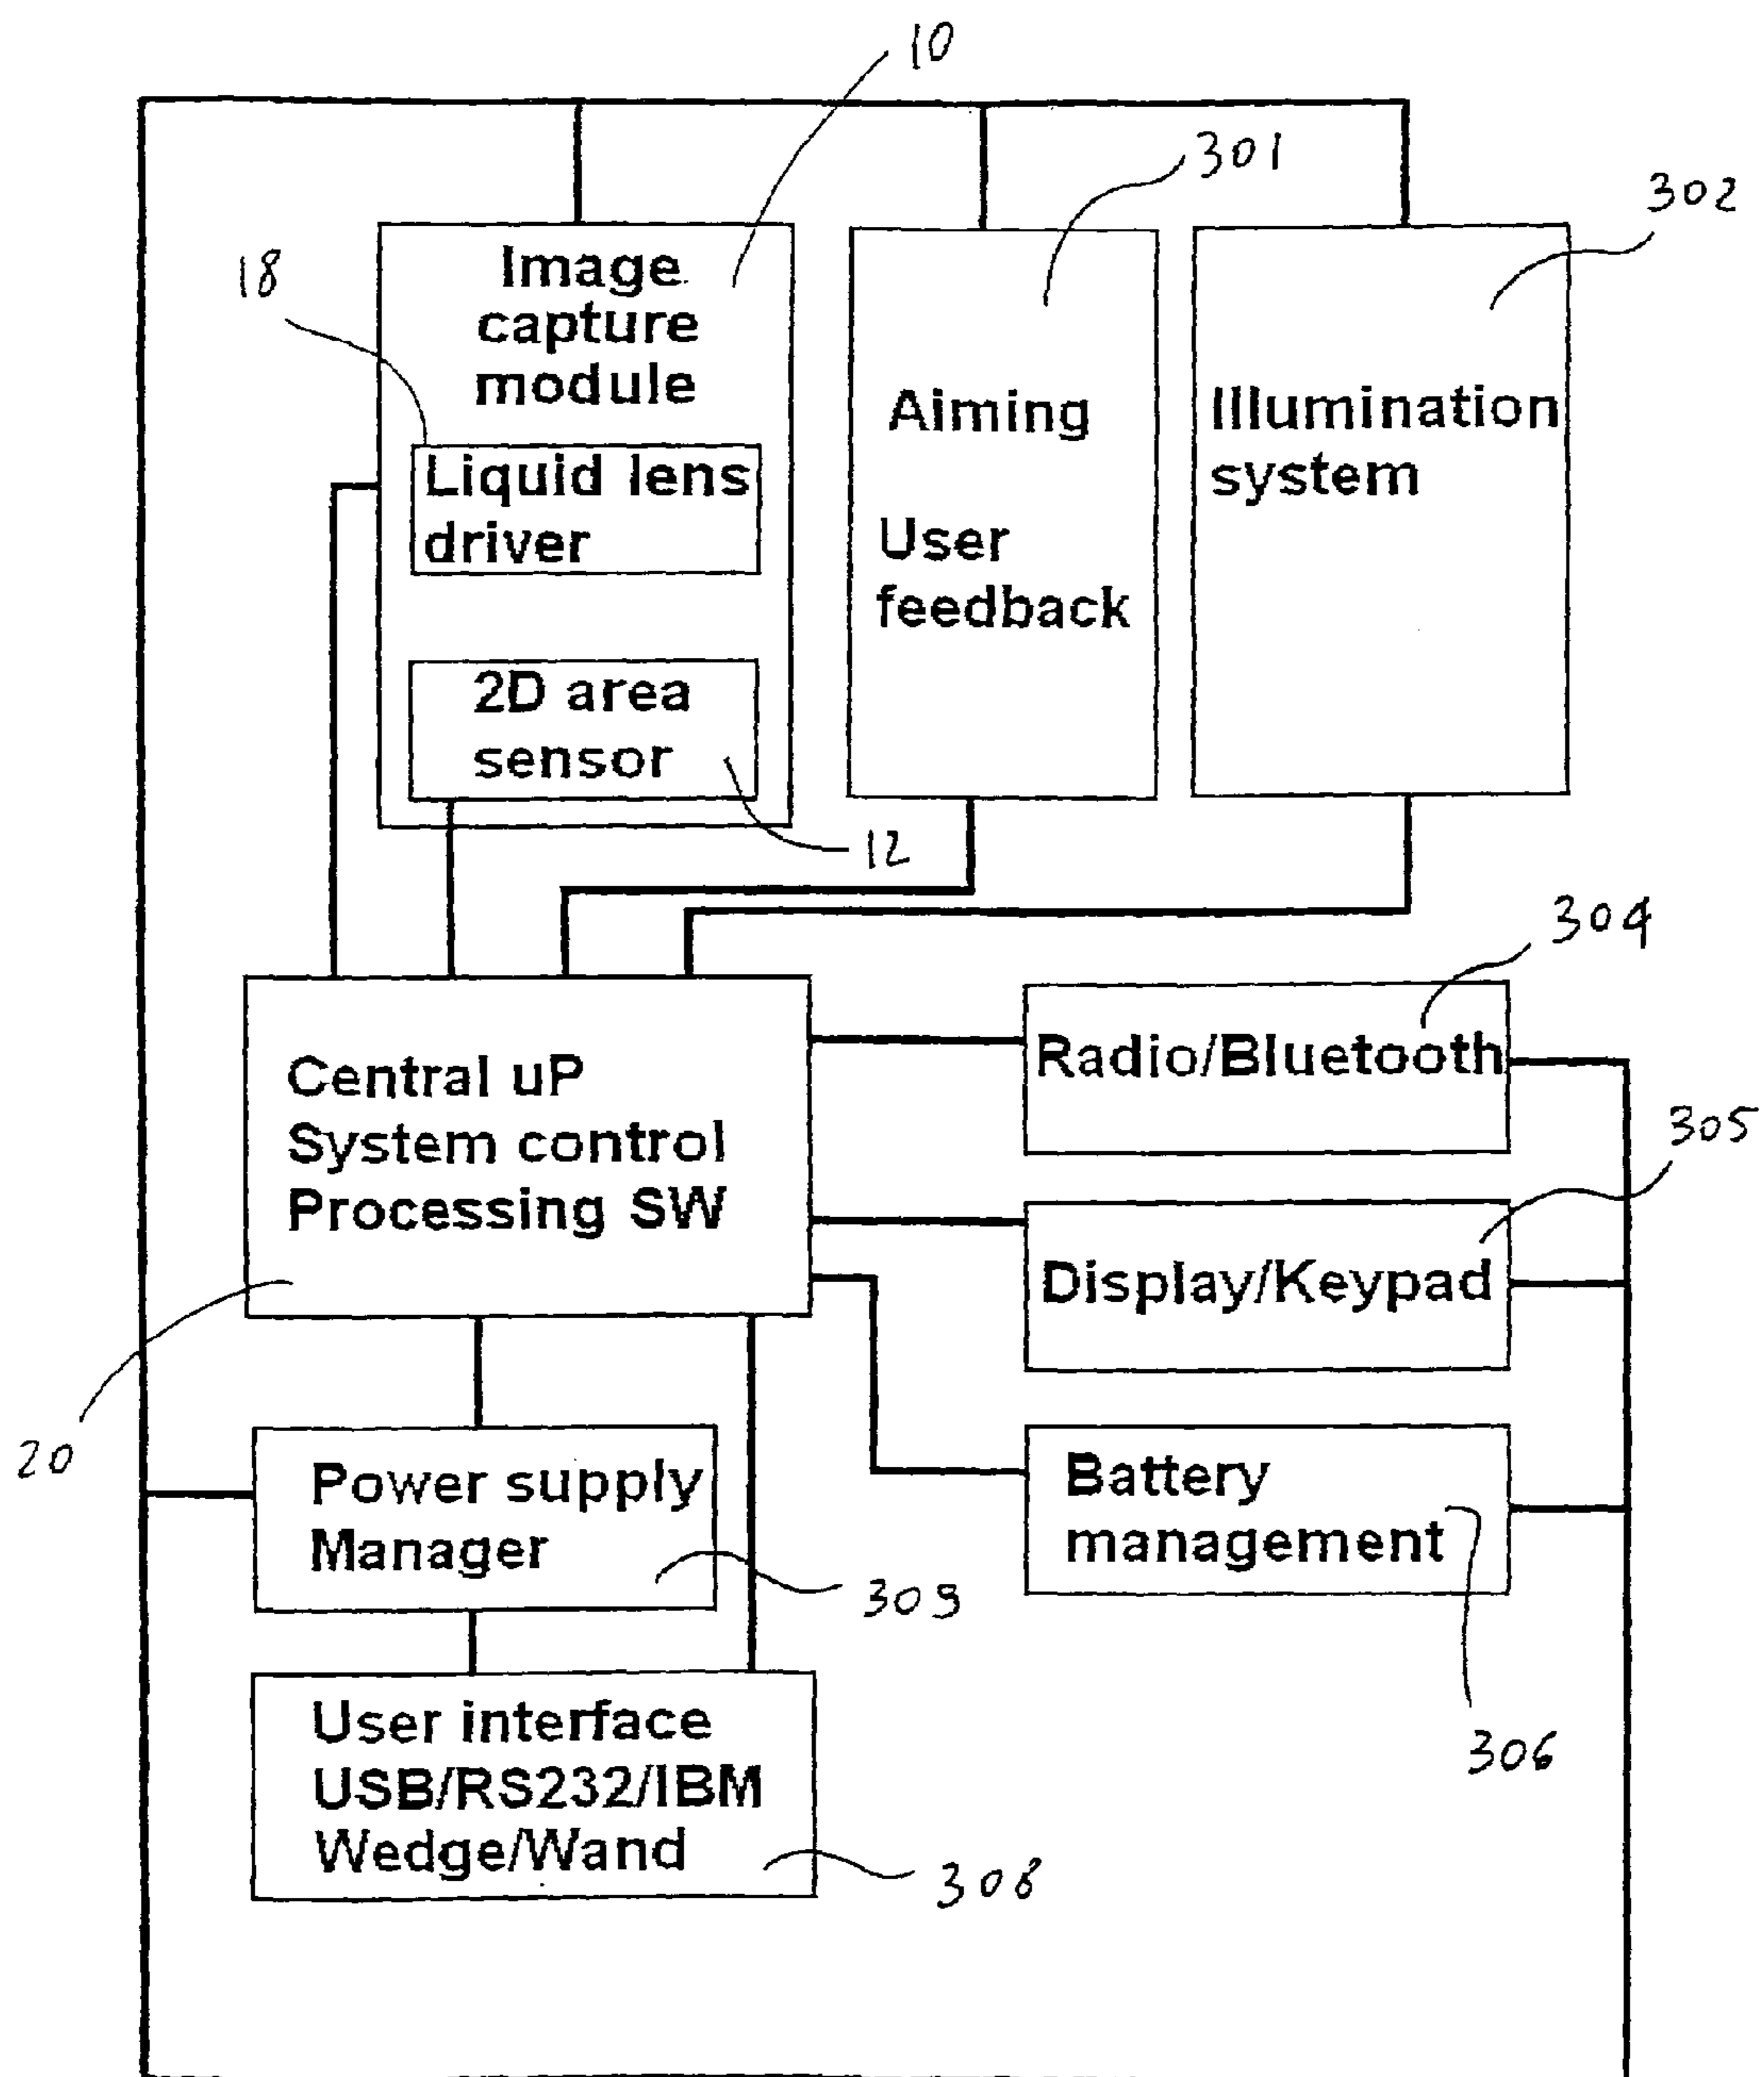 10
301
302
18
Image
capture
module
Liquid lens
driver
2D area
sensor
12
Aiming
User
feedback
Illumination
system
304
Central uP
System control
Processing SW
Radio/Bluetooth
305
Display/Keypad
20
Power supply
Manager
303
Battery
management
306
User interface
USB/RS232/IBM
Wedge/Wand
308